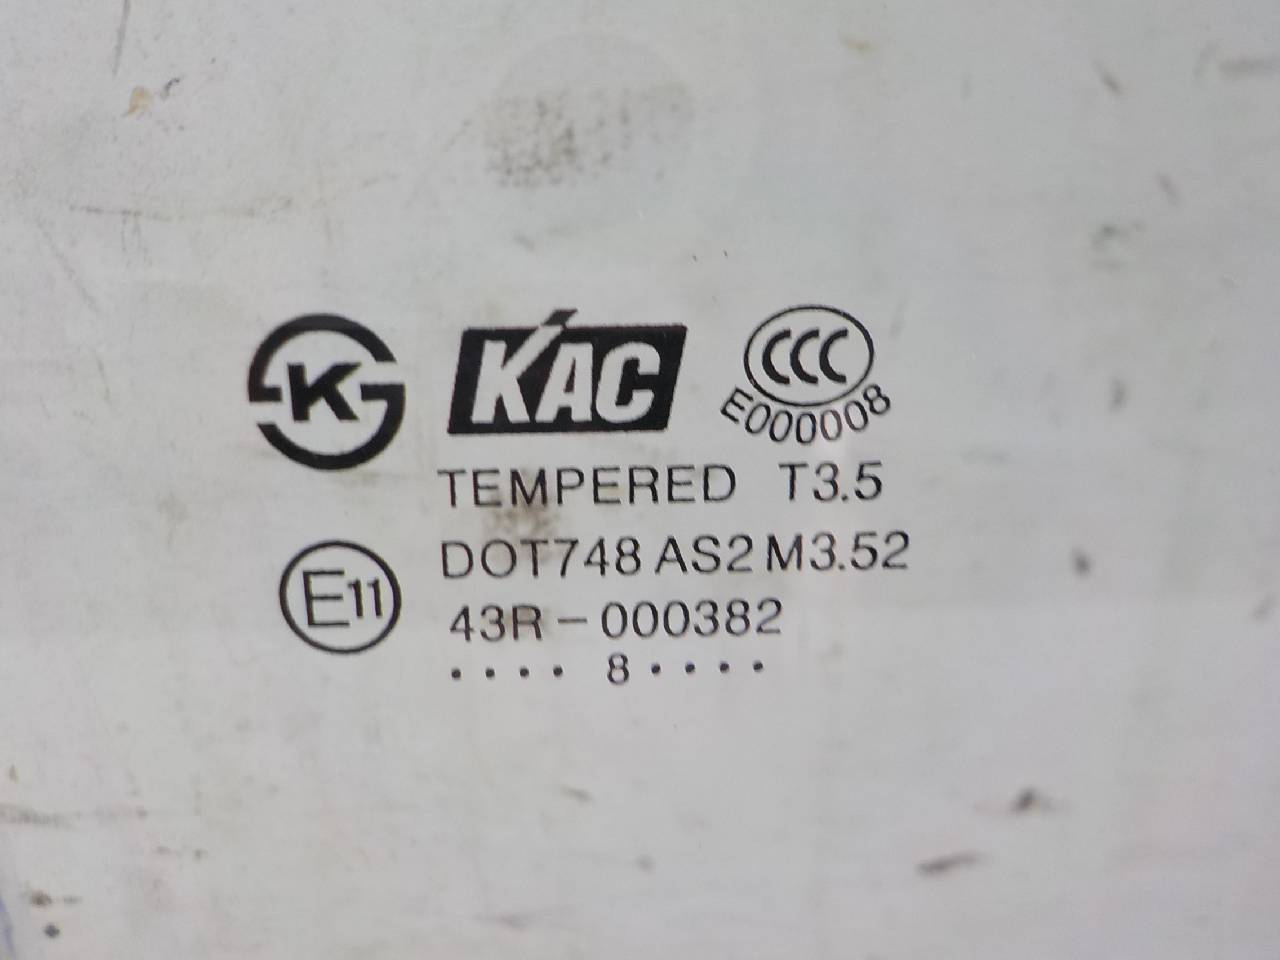 K KAC CCC
E000008
TEMPERED T3.5
DOT748 AS2 M3.52
E11 43R-000382
.... 8 ....